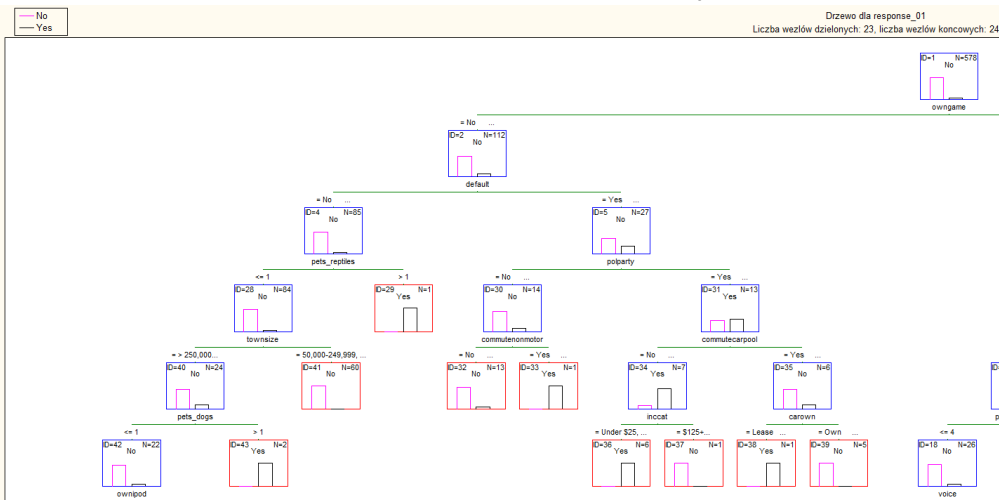 No
Yes
Drzewo dla response_01
Liczba wezlów dzielonych: 23, liczba wezlów koncowych: 24
ID=1 N=578
No
owngame
= No ...
ID=2 N=112
No
default
= No ... = Yes ...
ID=4 N=85 ID=5 N=27
No No
pets_reptiles polparty
<= 1 > 1 = No ... = Yes ...
ID=28 N=84 ID=29 N=1 ID=30 N=14 ID=31 N=13
No Yes No Yes
townsize commutenonmotor commutecarpool
= > 250,000... = 50,000-249,999, ... = No ... = Yes ... = No ... = Yes ...
ID=40 N=24 ID=41 N=60 ID=32 N=13 ID=33 N=1 ID=34 N=7 ID=35 N=6
No No No Yes Yes No
pets_dogs inccat carown
<= 1 > 1 = Under $25, ... = $125+... = Lease ... = Own ... <= 4
ID=42 N=22 ID=43 N=2 ID=36 N=6 ID=37 N=1 ID=38 N=1 ID=39 N=5 ID=18 N=26
No Yes Yes No Yes No No
ownipod voice